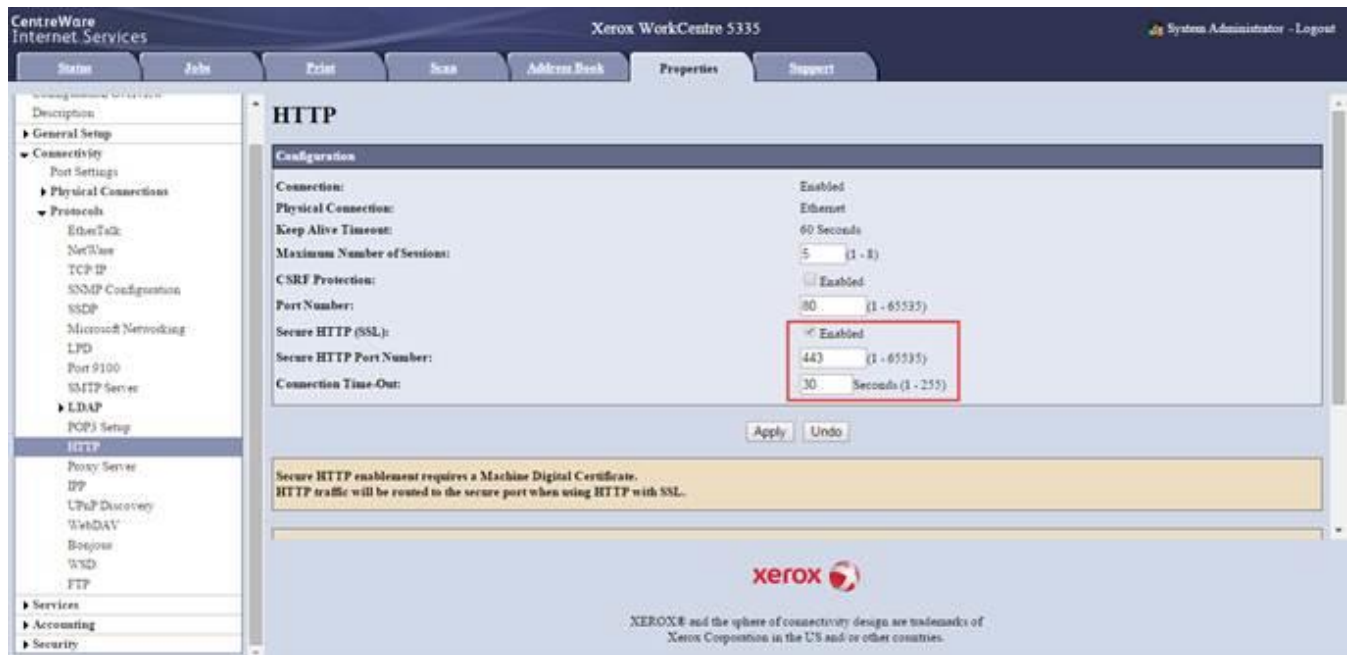 CentreWare
Internet Services
Xerox WorkCentre 5335
System Administrator - Logout
Status
Jobs
Print
Scan
Address Book
Properties
Support
Description
General Setup
Connectivity
Port Settings
Physical Connections
Protocols
EtherTalk
NetWare
TCP/IP
SNMP Configuration
SSDP
Microsoft Networking
LPD
Port 9100
SMTP Server
LDAP
POP3 Setup
HTTP
Proxy Server
IPP
UPnP Discovery
WebDAV
Bonjour
WSD
FTP
Services
Accounting
Security
HTTP
Configuration
Connection: Enabled
Physical Connection: Ethernet
Keep Alive Timeout: 60 Seconds
Maximum Number of Sessions: 5 (1 - 8)
CSRF Protection: Enabled
Port Number: 80 (1 - 65535)
Secure HTTP (SSL): Enabled
Secure HTTP Port Number: 443 (1 - 65535)
Connection Time-Out: 30 Seconds (1 - 255)
Apply Undo
Secure HTTP enablement requires a Machine Digital Certificate.
HTTP traffic will be routed to the secure port when using HTTP with SSL.
xerox
XEROX® and the sphere of connectivity design are trademarks of
Xerox Corporation in the US and/or other countries.